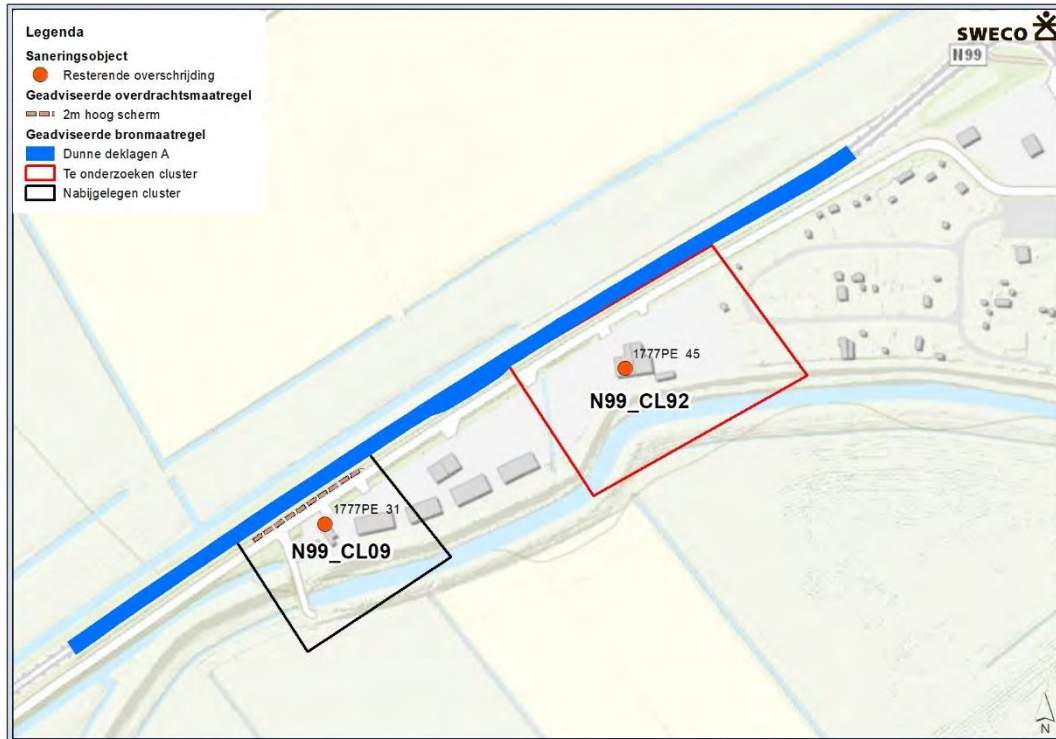 Legenda
Saneringsobject
Resterende overschrijding
Geadviseerde overdrachtsmaatregel
2m hoog scherm
Geadviseerde bronmaatregel
Dunne deklagen A
Te onderzoeken cluster
Nabijgelegen cluster
SWECO
N99
1777PE 45
N99_CL92
1777PE 31
N99_CL09
N